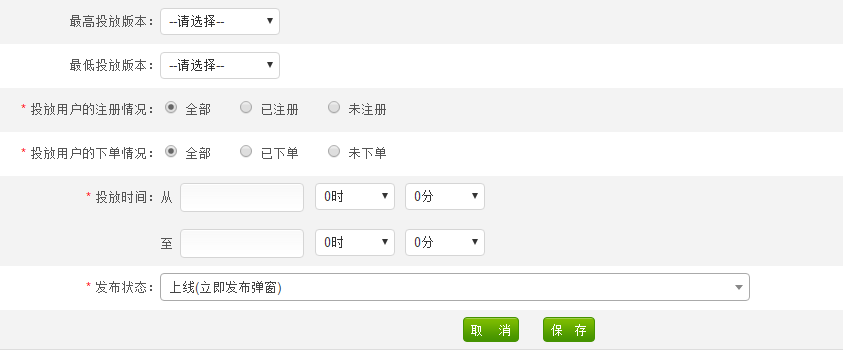 最高投放版本： --请选择--
最低投放版本： --请选择--
* 投放用户的注册情况： 全部 已注册 未注册
* 投放用户的下单情况： 全部 已下单 未下单
* 投放时间：从 0时 0分
至 0时 0分
* 发布状态： 上线(立即发布弹窗)
取 消 保 存